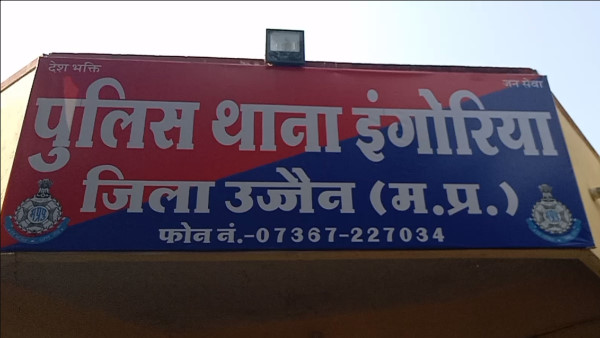 देश भक्ति जन सेवा
पुलिस थाना इंगोरिया
जिला उज्जैन (म.प्र.)
फोन नं.-07367-227034